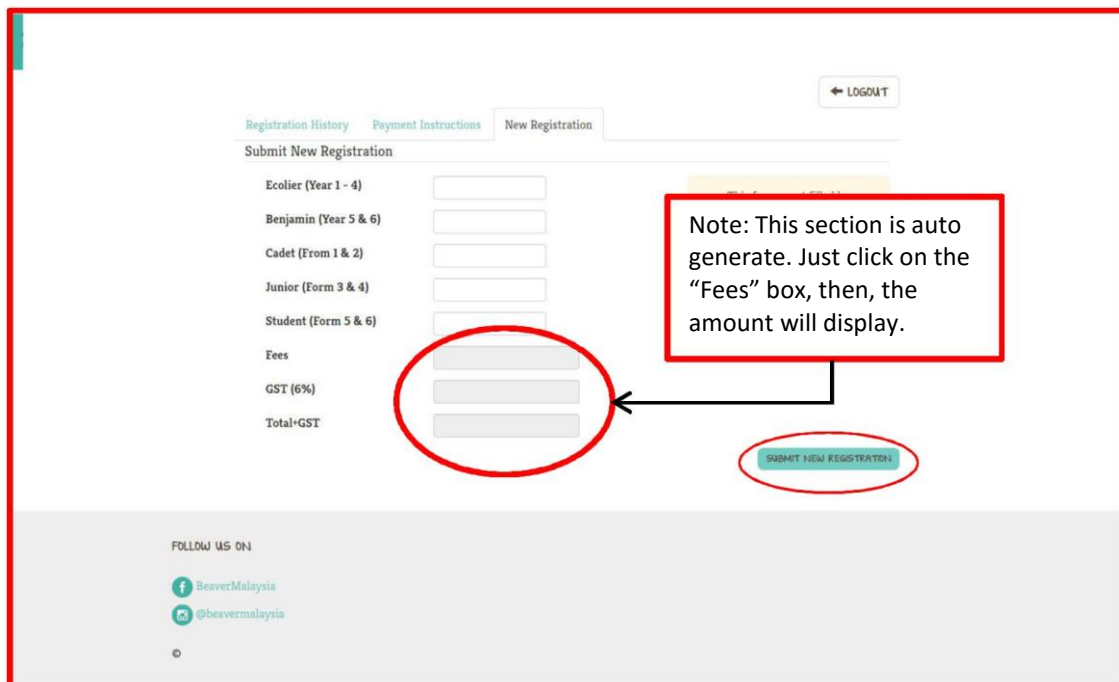 LOGOUT
Registration History Payment Instructions New Registration
Submit New Registration
Ecolier (Year 1 - 4)
Benjamin (Year 5 & 6)
Cadet (From 1 & 2)
Junior (Form 3 & 4)
Student (Form 5 & 6)
Fees
GST (6%)
Total+GST
Note: This section is auto
generate. Just click on the
“Fees” box, then, the
amount will display.
SUBMIT NEW REGISTRATION
FOLLOW US ON
BeaverMalaysia
@beavermalaysia
©